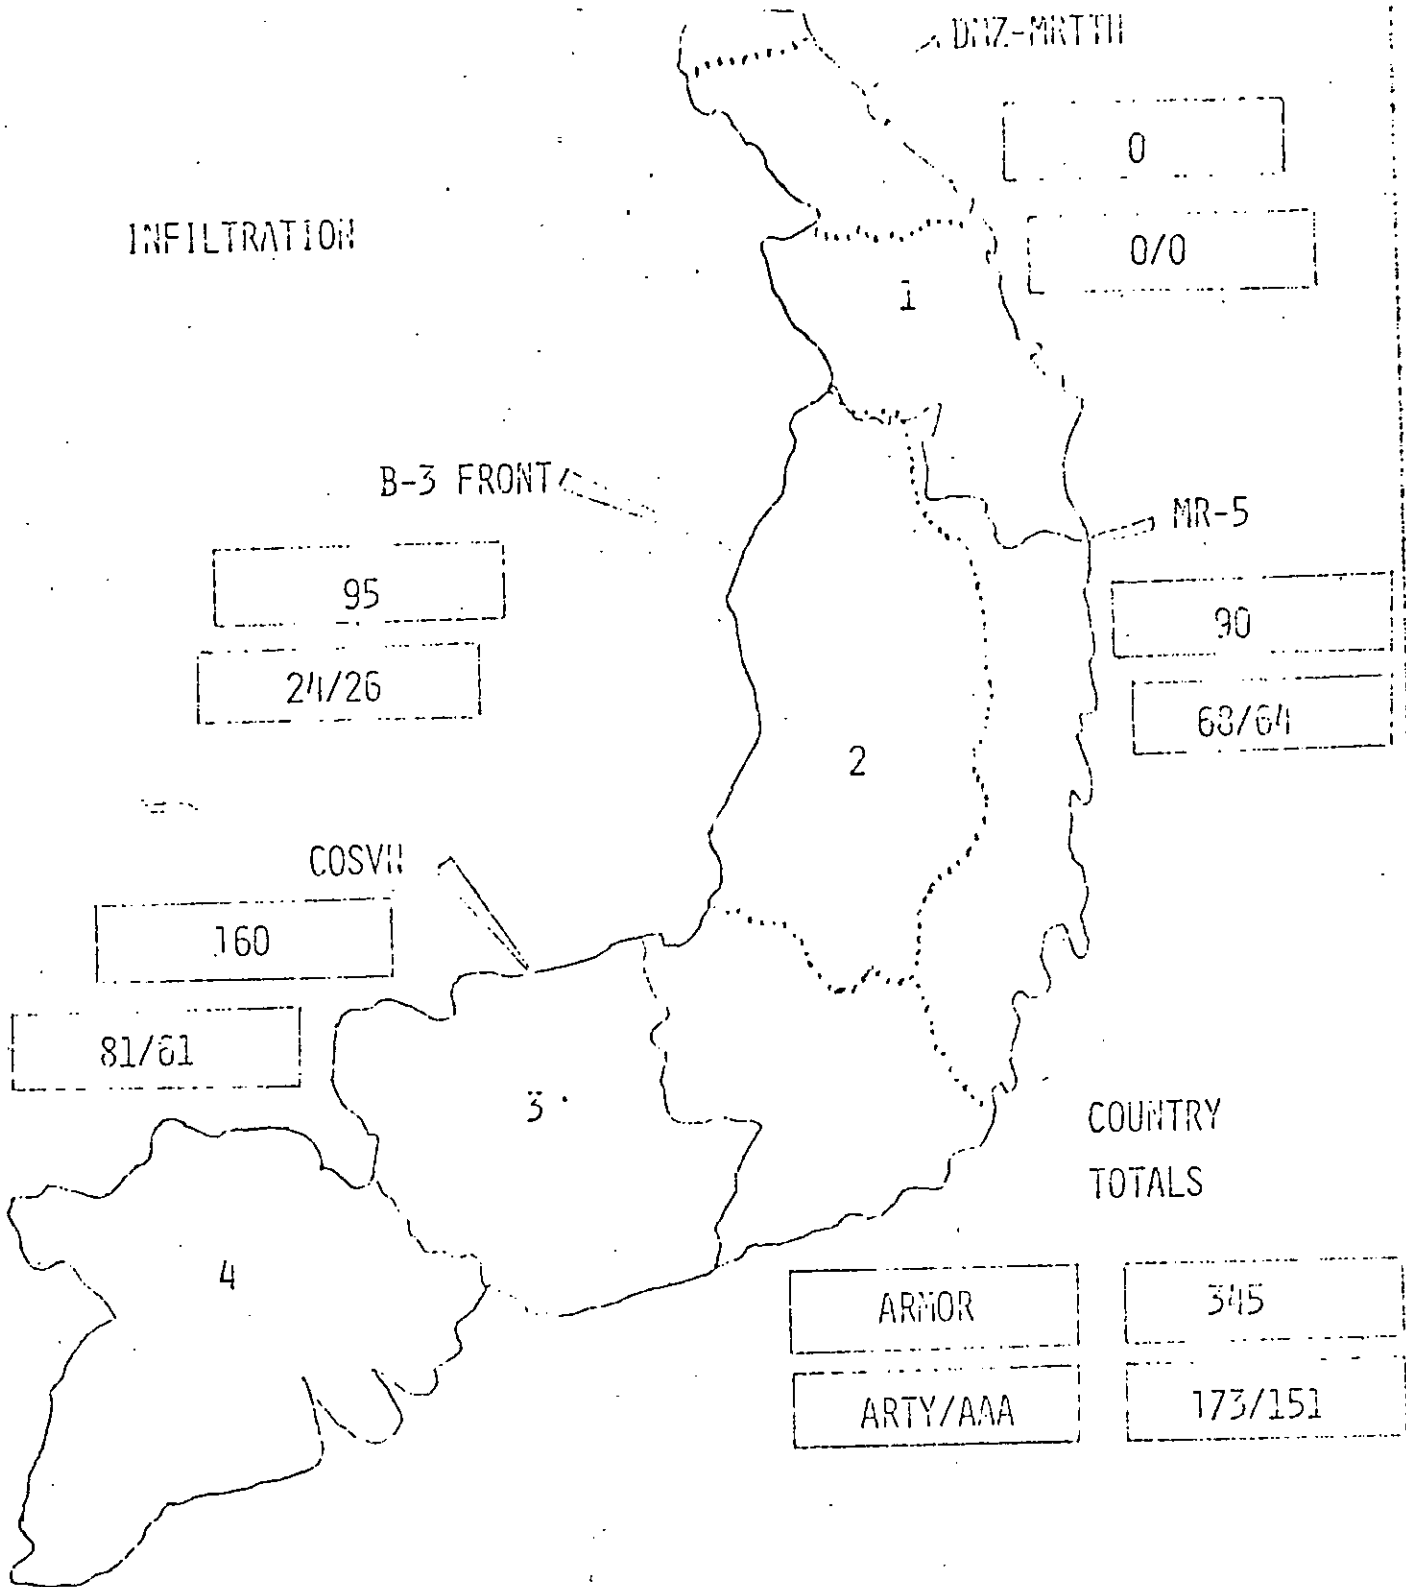 DMZ-MRTTH
0
INFILTRATION
0/0
1
B-3 FRONT
MR-5
95
90
24/26
68/64
2
COSVN
160
81/61
3
COUNTRY
TOTALS
4
ARMOR 345
ARTY/AAA 173/151